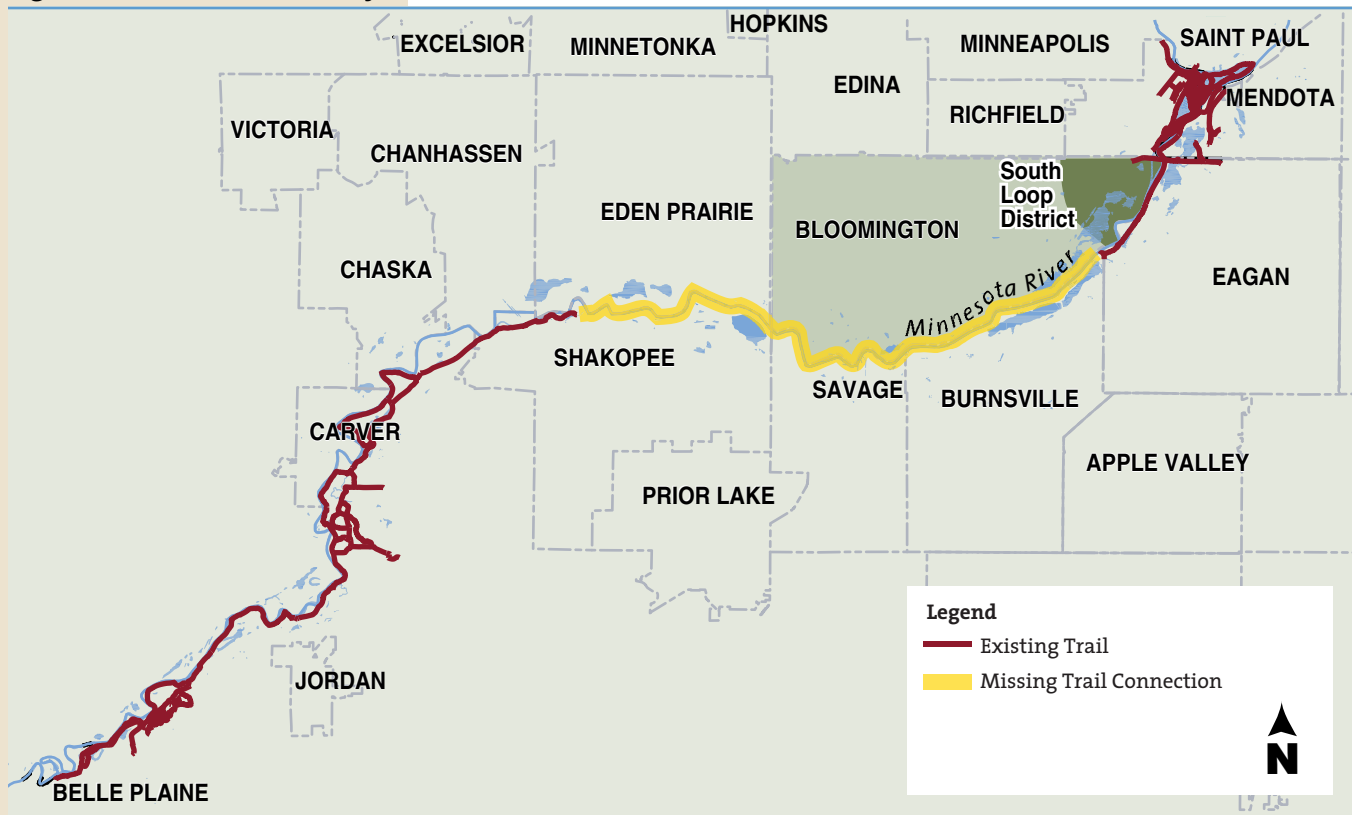 HOPKINS
EXCELSIOR
MINNETONKA
MINNEAPOLIS
SAINT PAUL
EDINA
MENDOTA
RICHFIELD
VICTORIA
CHANHASSEN
South
Loop
District
EDEN PRAIRIE
BLOOMINGTON
CHASKA
EAGAN
Minnesota River
SHAKOPEE
SAVAGE
BURNSVILLE
CARVER
APPLE VALLEY
PRIOR LAKE
Legend
Existing Trail
Missing Trail Connection
JORDAN
N
BELLE PLAINE